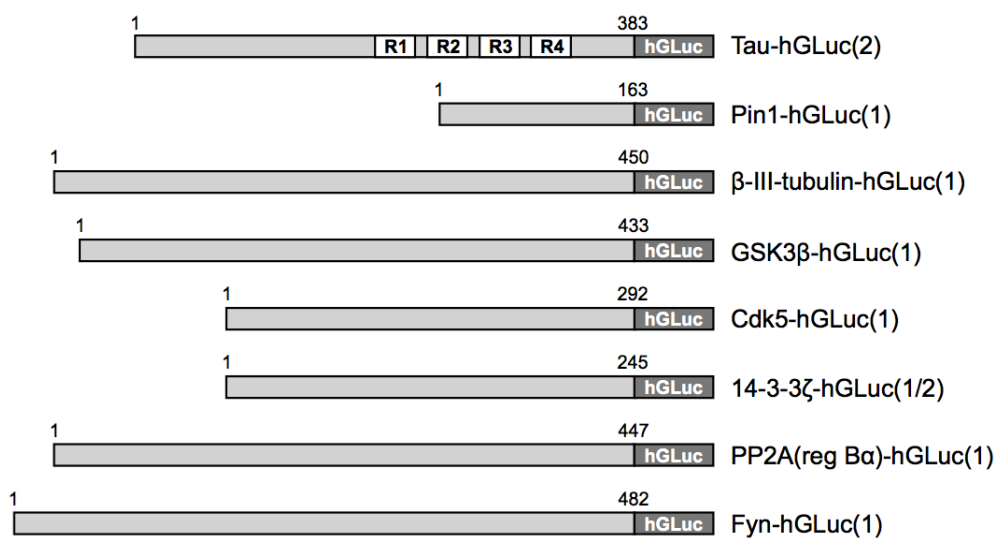 1 383
R1 R2 R3 R4 hGLuc Tau-hGLuc(2)
1 163
hGLuc Pin1-hGLuc(1)
1 450
hGLuc β-III-tubulin-hGLuc(1)
1 433
hGLuc GSK3β-hGLuc(1)
1 292
hGLuc Cdk5-hGLuc(1)
1 245
hGLuc 14-3-3ζ-hGLuc(1/2)
1 447
hGLuc PP2A(reg Bα)-hGLuc(1)
1 482
hGLuc Fyn-hGLuc(1)